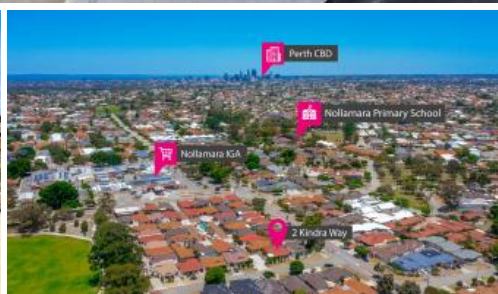 Perth CBD
Nollamara Primary School
Nollamara IGA
2 Kindra Way